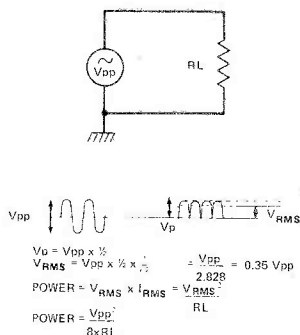 Vpp
RL
Vpp
Vp
VRMS
Vp = Vpp x ½
VRMS = Vpp x ½ x 1/√2 = Vpp/2.828 = 0.35 Vpp
POWER = VRMS x IRMS = VRMS²/RL
POWER = Vpp²/8xRL